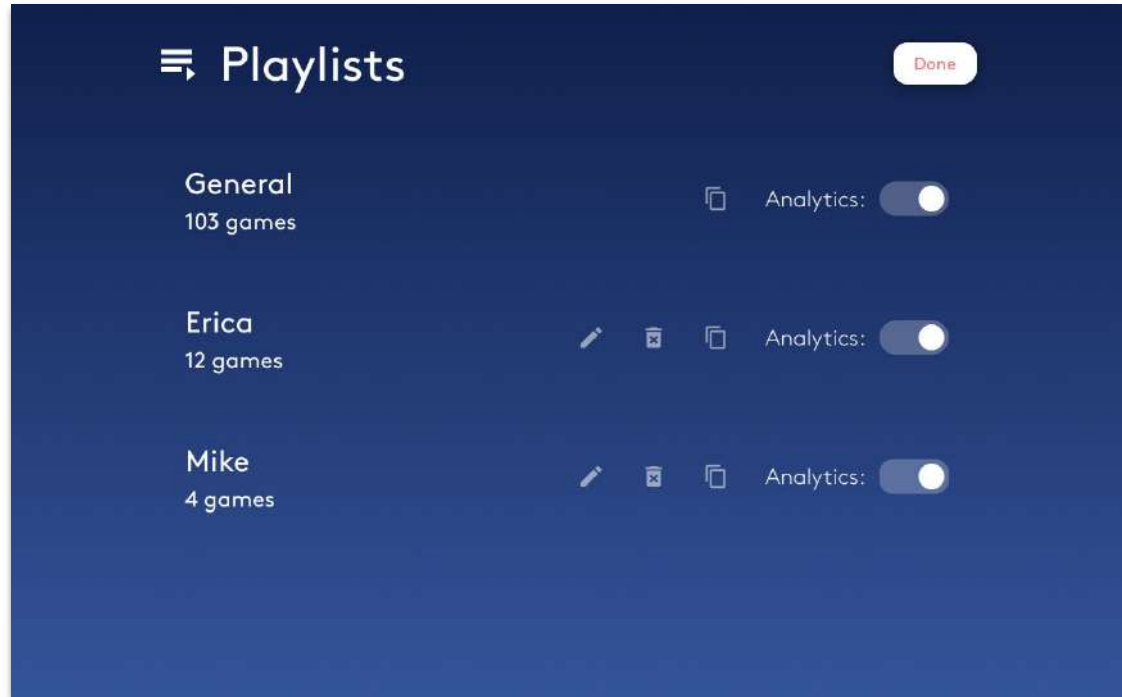 Playlists
Done
General
103 games
Analytics:
Erica
12 games
Analytics:
Mike
4 games
Analytics: